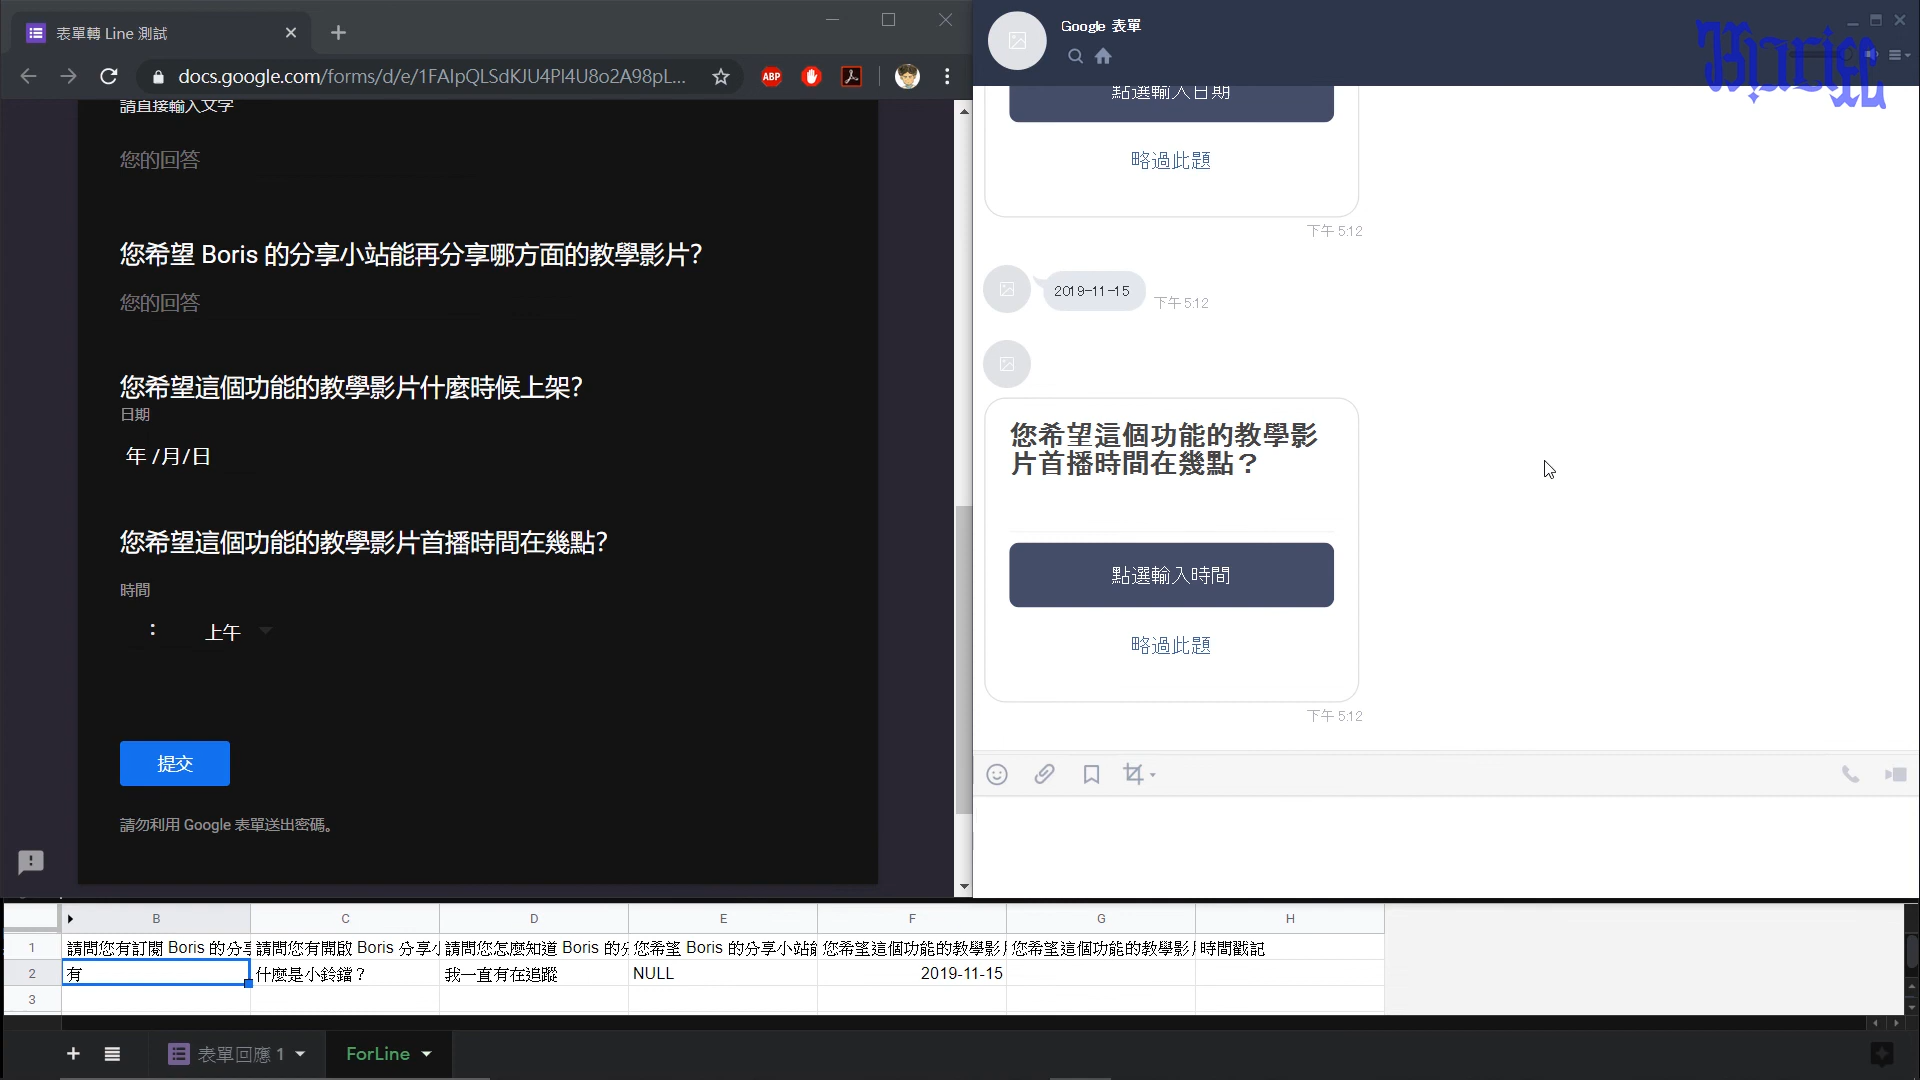 表單轉 Line 測試
docs.google.com/forms/d/e/1FAIpQLSdKJU4Pl4U8o2A98pL...
ABP
請直接輸入文字
您的回答
您希望 Boris 的分享小站能再分享哪方面的教學影片?
您的回答
您希望這個功能的教學影片什麼時候上架?
日期
年 /月/日
您希望這個功能的教學影片首播時間在幾點?
時間
: 上午
提交
請勿利用 Google 表單送出密碼。
Google 表單
點選輸入日期
略過此題
下午 5:12
2019-11-15
下午 5:12
您希望這個功能的教學影
片首播時間在幾點？
點選輸入時間
略過此題
下午 5:12
B C D E F G H
1 請問您有訂閱 Boris 的分享 請問您有開啟 Boris 分享小 請問您怎麼知道 Boris 的分 您希望 Boris 的分享小站能 您希望這個功能的教學影片 您希望這個功能的教學影片 時間戳記
2 有 什麼是小鈴鐺？ 我一直有在追蹤 NULL 2019-11-15
3
表單回應 1
ForLine